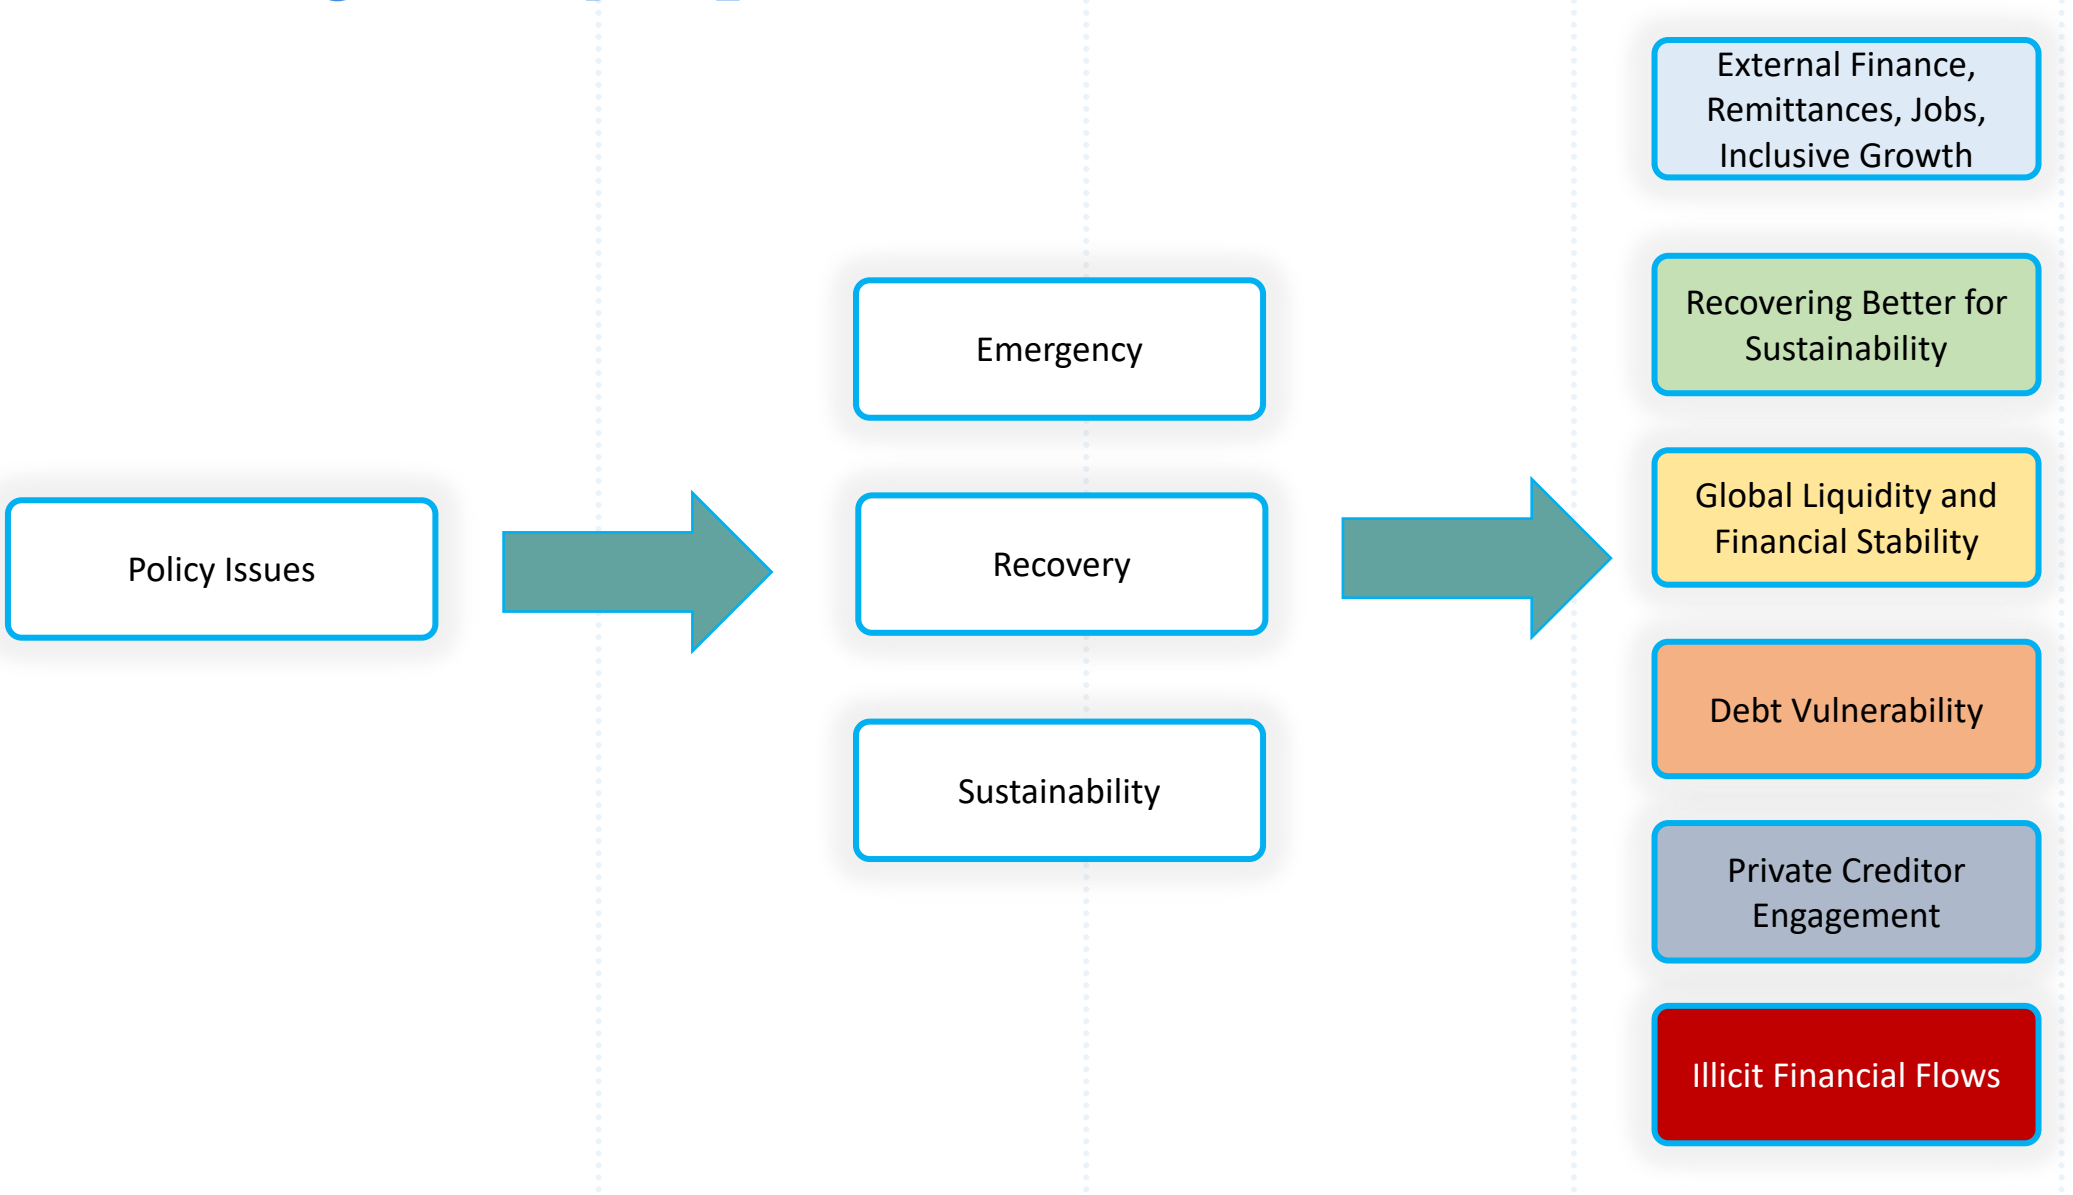 Policy Issues
Emergency
Recovery
Sustainability
External Finance,
Remittances, Jobs,
Inclusive Growth
Recovering Better for
Sustainability
Global Liquidity and
Financial Stability
Debt Vulnerability
Private Creditor
Engagement
Illicit Financial Flows